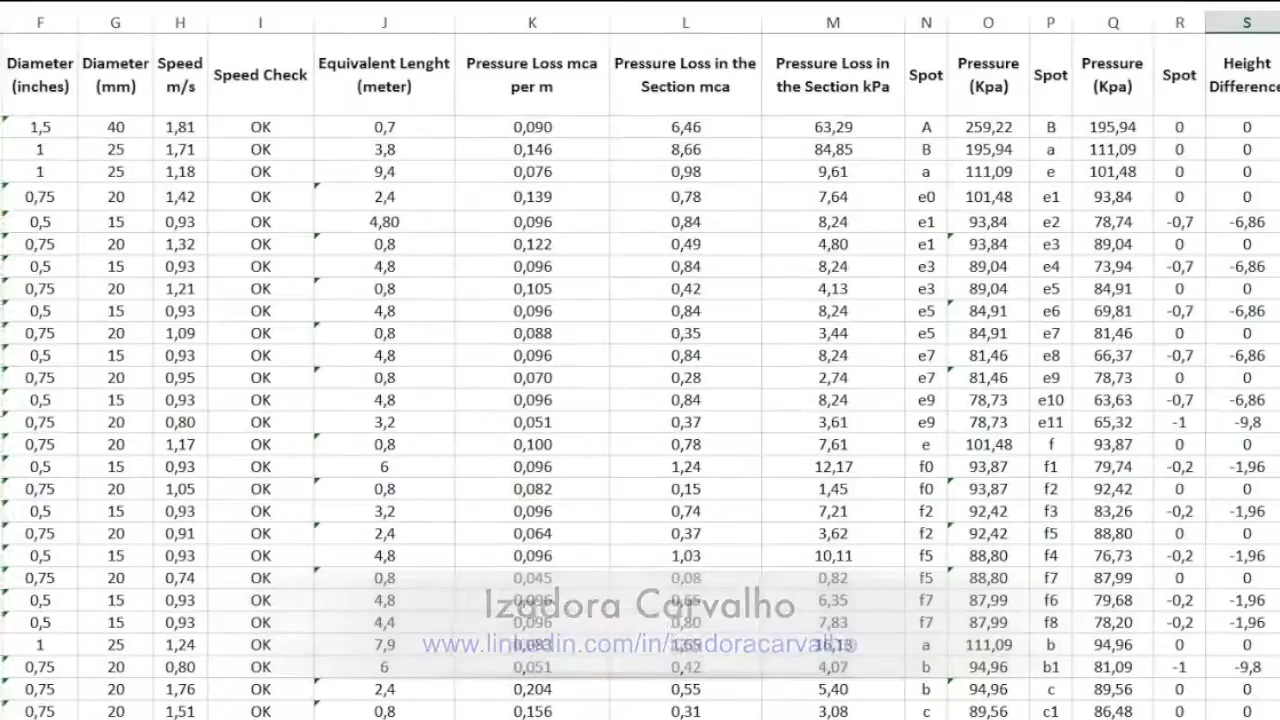 F G H I J K L M N O P Q R S
Diameter (inches) Diameter (mm) Speed m/s Speed Check Equivalent Lenght (meter) Pressure Loss mca per m Pressure Loss in the Section mca Pressure Loss in the Section kPa Spot Pressure (Kpa) Spot Pressure (Kpa) Spot Height Difference
1,5 40 1,81 OK 0,7 0,090 6,46 63,29 A 259,22 B 195,94 0 0
1 25 1,71 OK 3,8 0,146 8,66 84,85 B 195,94 a 111,09 0 0
1 25 1,18 OK 9,4 0,076 0,98 9,61 a 111,09 e 101,48 0 0
0,75 20 1,42 OK 2,4 0,139 0,78 7,64 e0 101,48 e1 93,84 0 0
0,5 15 0,93 OK 4,80 0,096 0,84 8,24 e1 93,84 e2 78,74 -0,7 -6,86
0,75 20 1,32 OK 0,8 0,122 0,49 4,80 e1 93,84 e3 89,04 0 0
0,5 15 0,93 OK 4,8 0,096 0,84 8,24 e3 89,04 e4 73,94 -0,7 -6,86
0,75 20 1,21 OK 0,8 0,105 0,42 4,13 e3 89,04 e5 84,91 0 0
0,5 15 0,93 OK 4,8 0,096 0,84 8,24 e5 84,91 e6 69,81 -0,7 -6,86
0,75 20 1,09 OK 0,8 0,088 0,35 3,44 e5 84,91 e7 81,46 0 0
0,5 15 0,93 OK 4,8 0,096 0,84 8,24 e7 81,46 e8 66,37 -0,7 -6,86
0,75 20 0,95 OK 0,8 0,070 0,28 2,74 e7 81,46 e9 78,73 0 0
0,5 15 0,93 OK 4,8 0,096 0,84 8,24 e9 78,73 e10 63,63 -0,7 -6,86
0,75 20 0,80 OK 3,2 0,051 0,37 3,61 e9 78,73 e11 65,32 -1 -9,8
0,75 20 1,17 OK 0,8 0,100 0,78 7,61 e 101,48 f 93,87 0 0
0,5 15 0,93 OK 6 0,096 1,24 12,17 f0 93,87 f1 79,74 -0,2 -1,96
0,75 20 1,05 OK 0,8 0,082 0,15 1,45 f0 93,87 f2 92,42 0 0
0,5 15 0,93 OK 3,2 0,096 0,74 7,21 f2 92,42 f3 83,26 -0,2 -1,96
0,75 20 0,91 OK 2,4 0,064 0,37 3,62 f2 92,42 f5 88,80 0 0
0,5 15 0,93 OK 4,8 0,096 1,03 10,11 f5 88,80 f4 76,73 -0,2 -1,96
0,75 20 0,74 OK 0,8 0,045 0,08 0,82 f5 88,80 f7 87,99 0 0
0,5 15 0,93 OK 4,8 0,096 0,65 6,35 f7 87,99 f6 79,68 -0,2 -1,96
Izadora Carvalho
0,5 15 0,93 OK 4,4 0,096 0,80 7,83 f7 87,99 f8 78,20 -0,2 -1,96
1 25 1,24 OK 7,9 0,083 1,65 16,13 a 111,09 b 94,96 0 0
www.linkedin.com/in/izadoracarvalho
0,75 20 0,80 OK 6 0,051 0,42 4,07 b 94,96 b1 81,09 -1 -9,8
0,75 20 1,76 OK 2,4 0,204 0,55 5,40 b 94,96 c 89,56 0 0
0,75 20 1,51 OK 0,8 0,156 0,31 3,08 c 89,56 c1 86,48 0 0